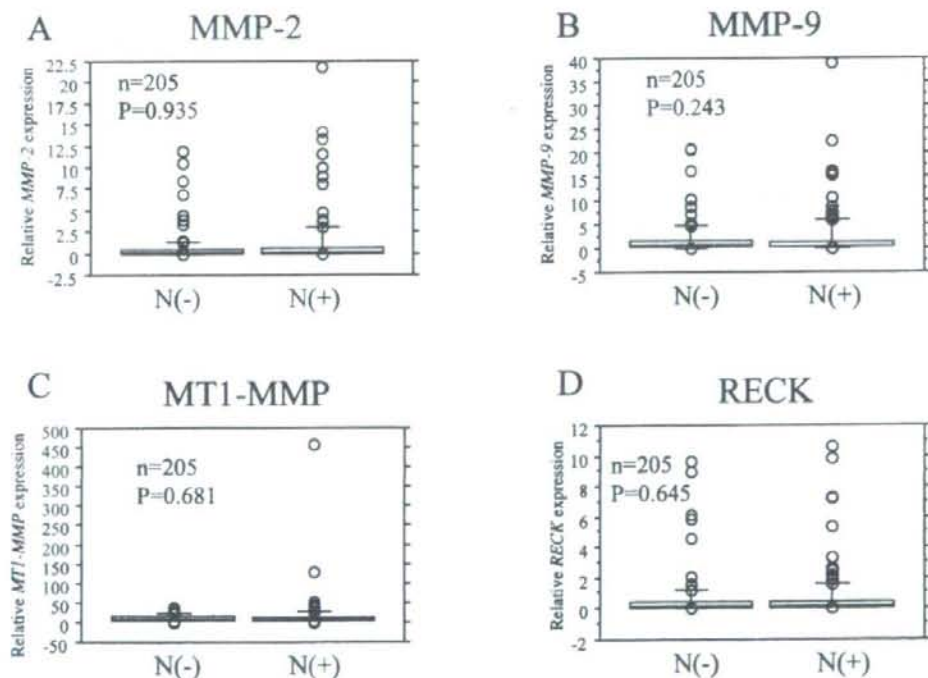 A
MMP-2
Relative MMP-2 expression
22.5
20
17.5
15
12.5
10
7.5
5
2.5
0
-2.5
n=205
P=0.935
N(-)
N(+)
B
MMP-9
Relative MMP-9 expression
40
35
30
25
20
15
10
5
0
-5
n=205
P=0.243
N(-)
N(+)
C
MT1-MMP
Relative MT1-MMP expression
500
450
400
350
300
250
200
150
100
50
0
-50
n=205
P=0.681
N(-)
N(+)
D
RECK
Relative RECK expression
12
10
8
6
4
2
0
-2
n=205
P=0.645
N(-)
N(+)